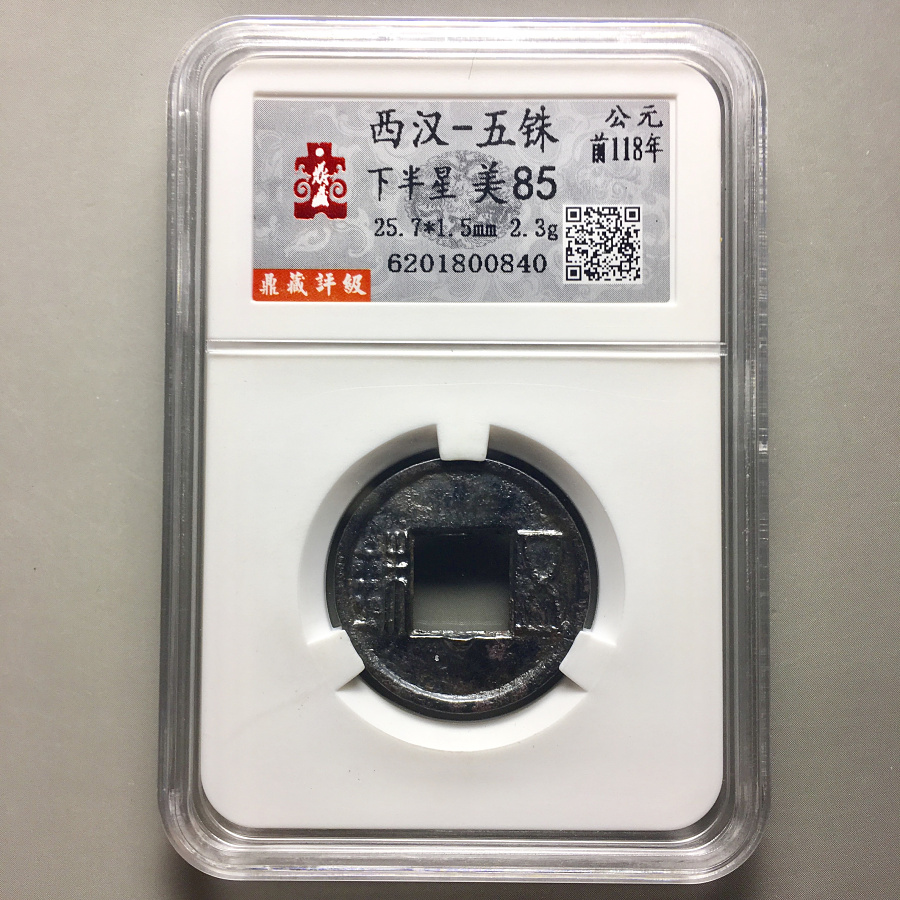 西汉-五铢
公元
前118年
下半星 美85
25.7*1.5mm 2.3g
6201800840
鼎藏評級
五銖